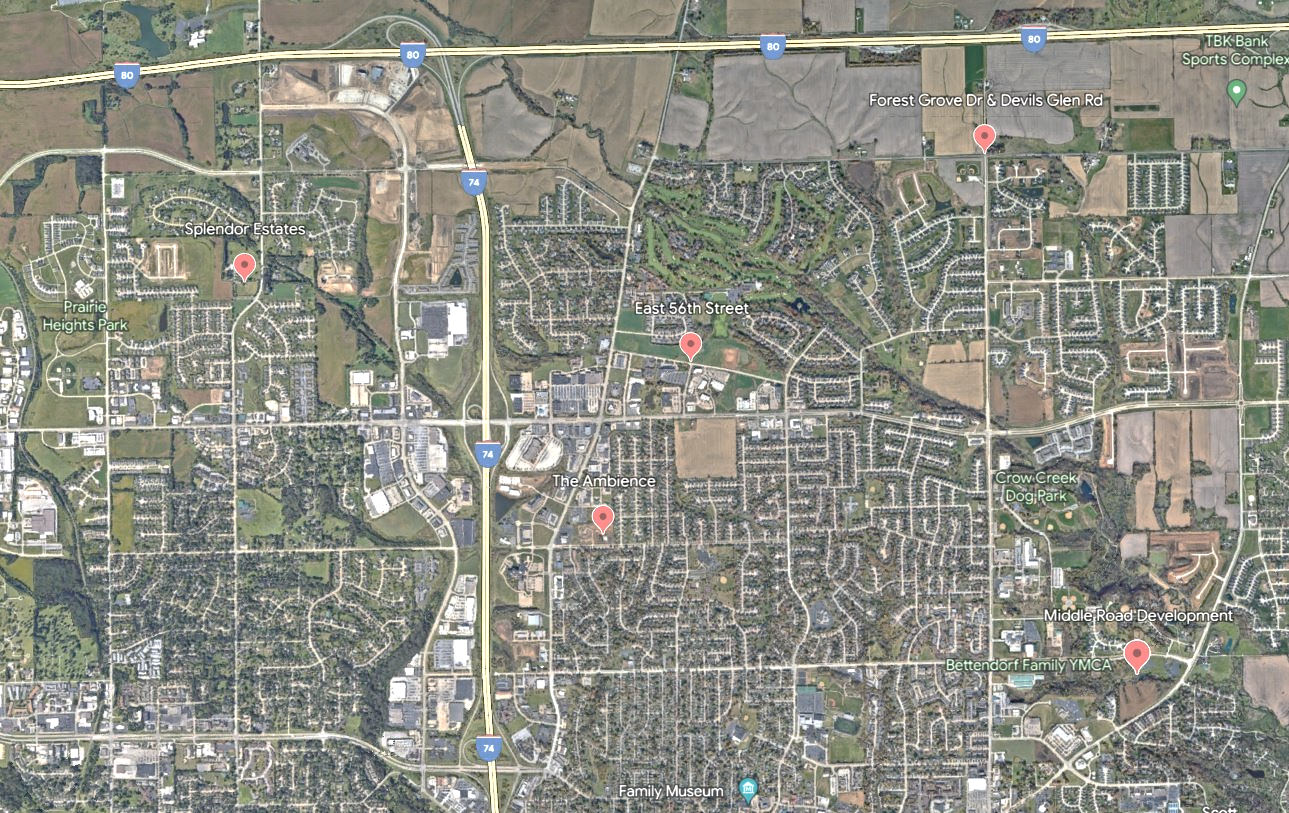 80
80
80
80
TBK Bank
Sports Complex
Forest Grove Dr & Devils Glen Rd
74
Splendor Estates
Prairie
Heights Park
East 56th Street
74
The Ambience
Crow Creek
Dog Park
Middle Road Development
Bettendorf Family YMCA
74
Family Museum
Scott